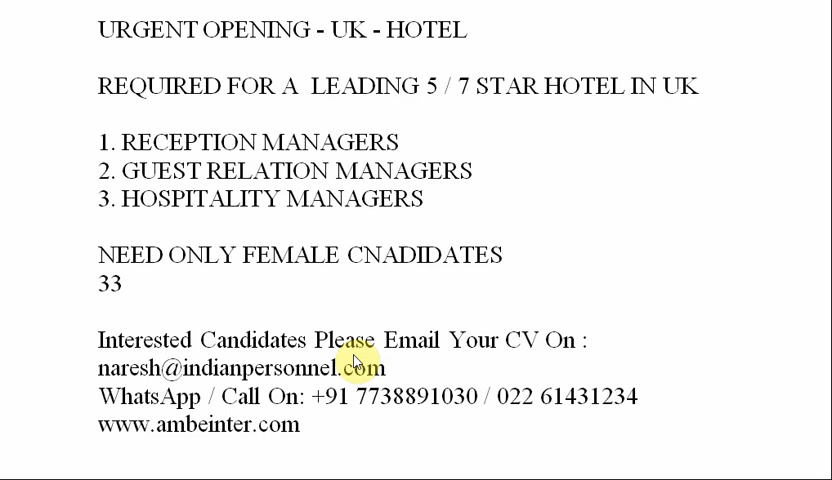 URGENT OPENING - UK - HOTEL
REQUIRED FOR A LEADING 5 / 7 STAR HOTEL IN UK
1. RECEPTION MANAGERS
2. GUEST RELATION MANAGERS
3. HOSPITALITY MANAGERS
NEED ONLY FEMALE CNADIDATES
33
Interested Candidates Please Email Your CV On :
naresh@indianpersonnel.com
WhatsApp / Call On: +91 7738891030 / 022 61431234
www.ambeinter.com